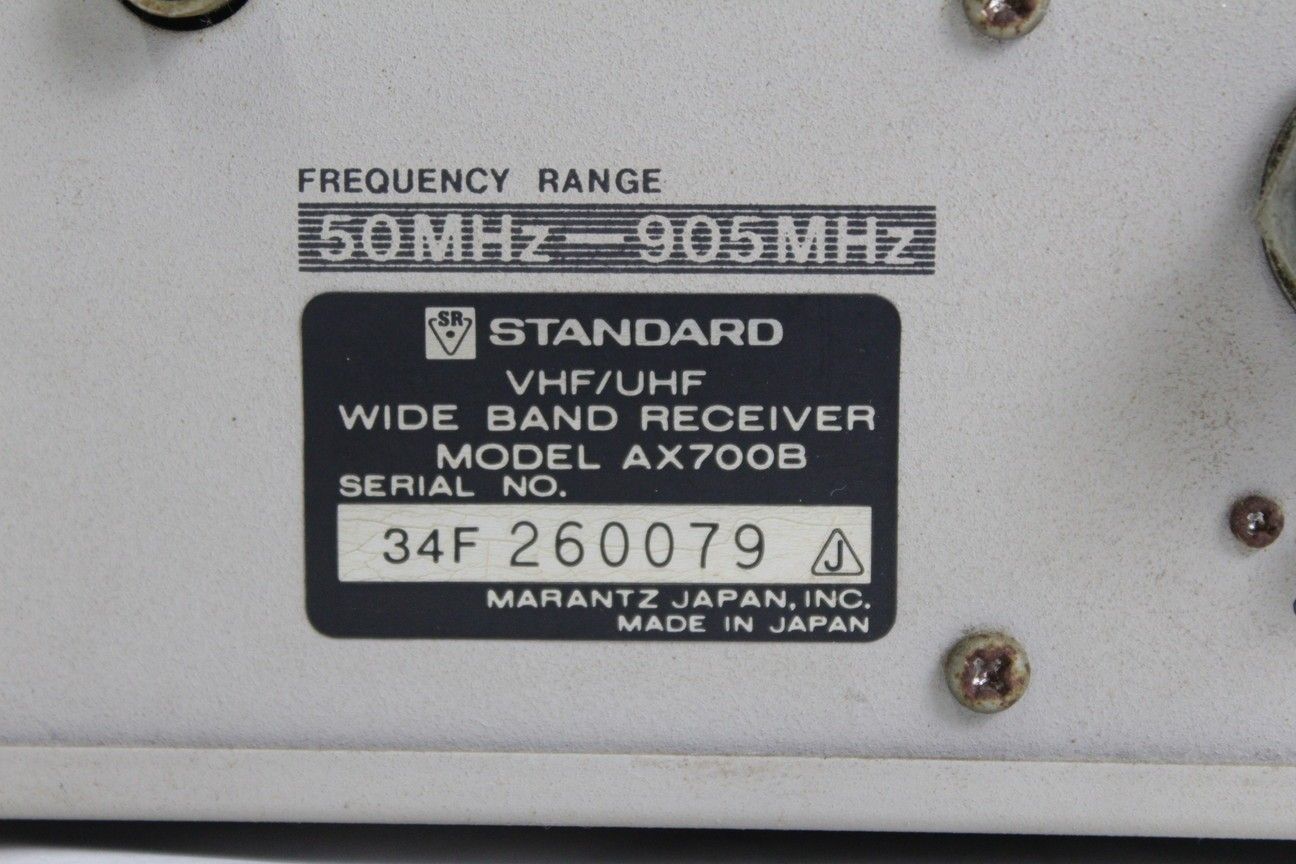 FREQUENCY RANGE
50MHz—905MHz
SR STANDARD
VHF/UHF
WIDE BAND RECEIVER
MODEL AX700B
SERIAL NO.
34F 260079 J
MARANTZ JAPAN, INC.
MADE IN JAPAN